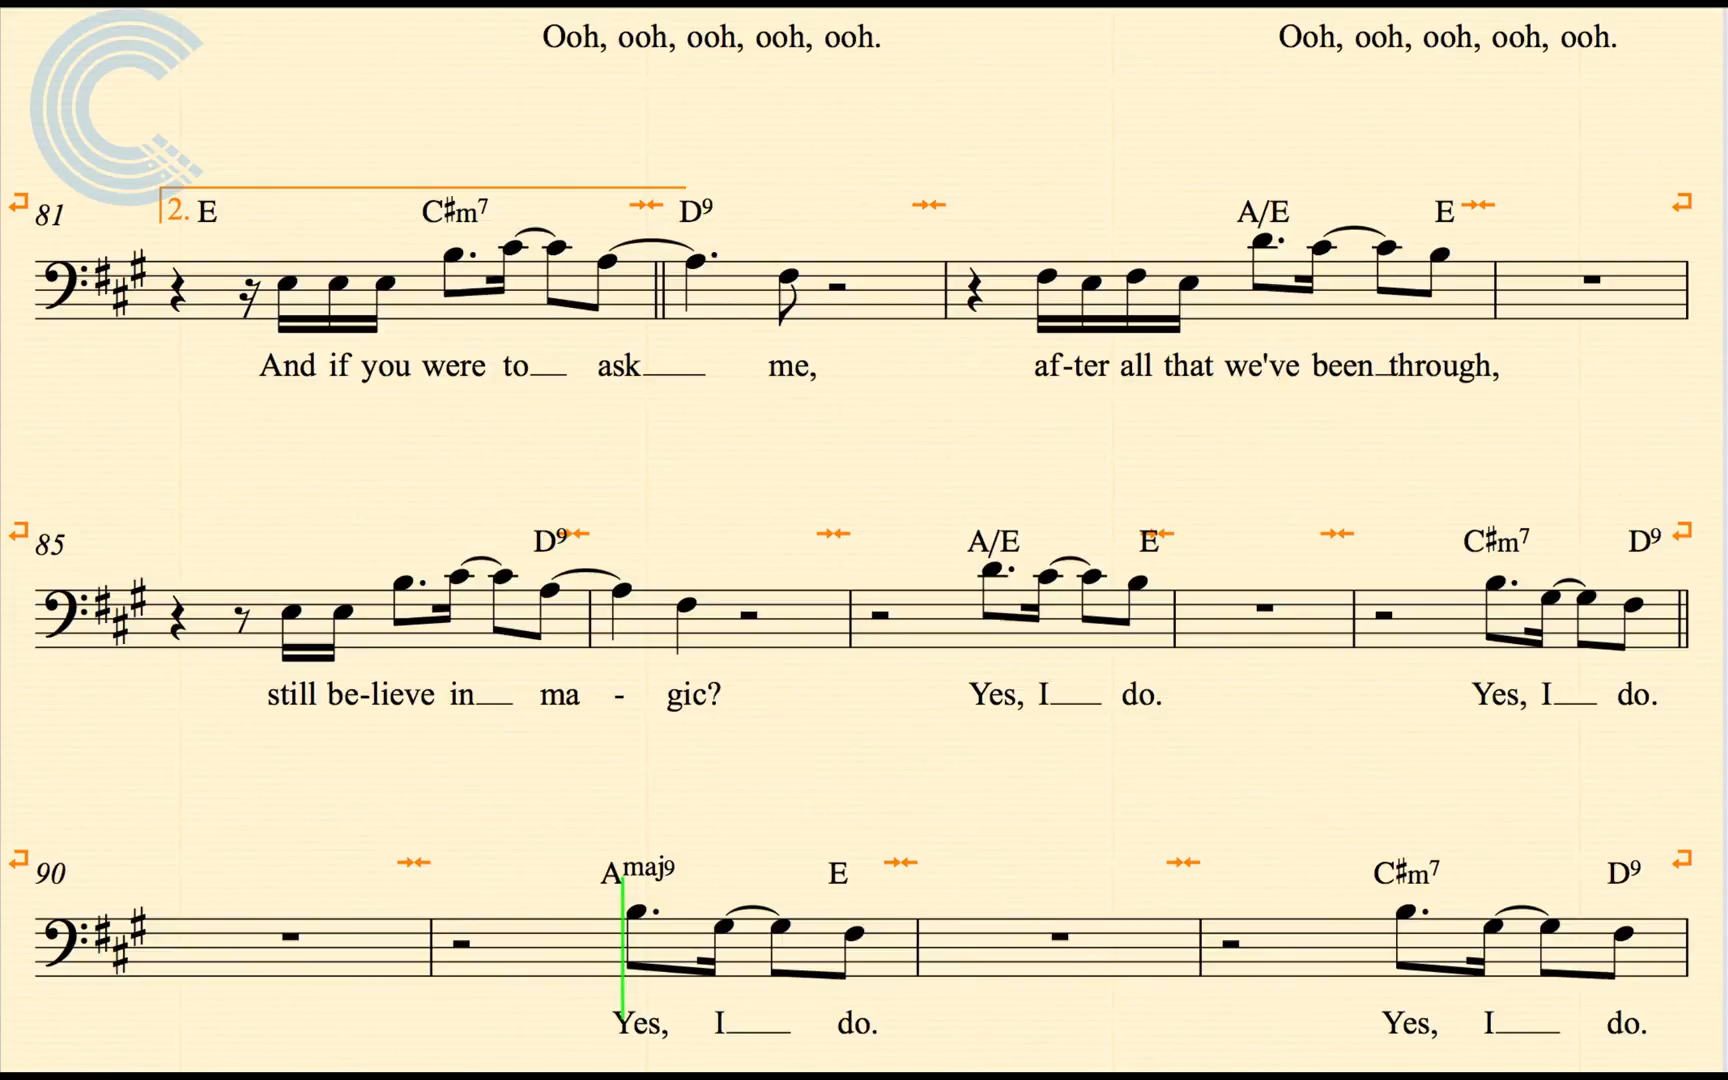 Ooh, ooh, ooh, ooh, ooh. Ooh, ooh, ooh, ooh, ooh.
81 2. E C♯m7 D9 A/E E
And if you were to ask me, af-ter all that we've been through,
85 D9 A/E E C♯m7 D9
still be-lieve in ma - gic? Yes, I do. Yes, I do.
90 Amaj9 E C♯m7 D9
Yes, I do. Yes, I do.